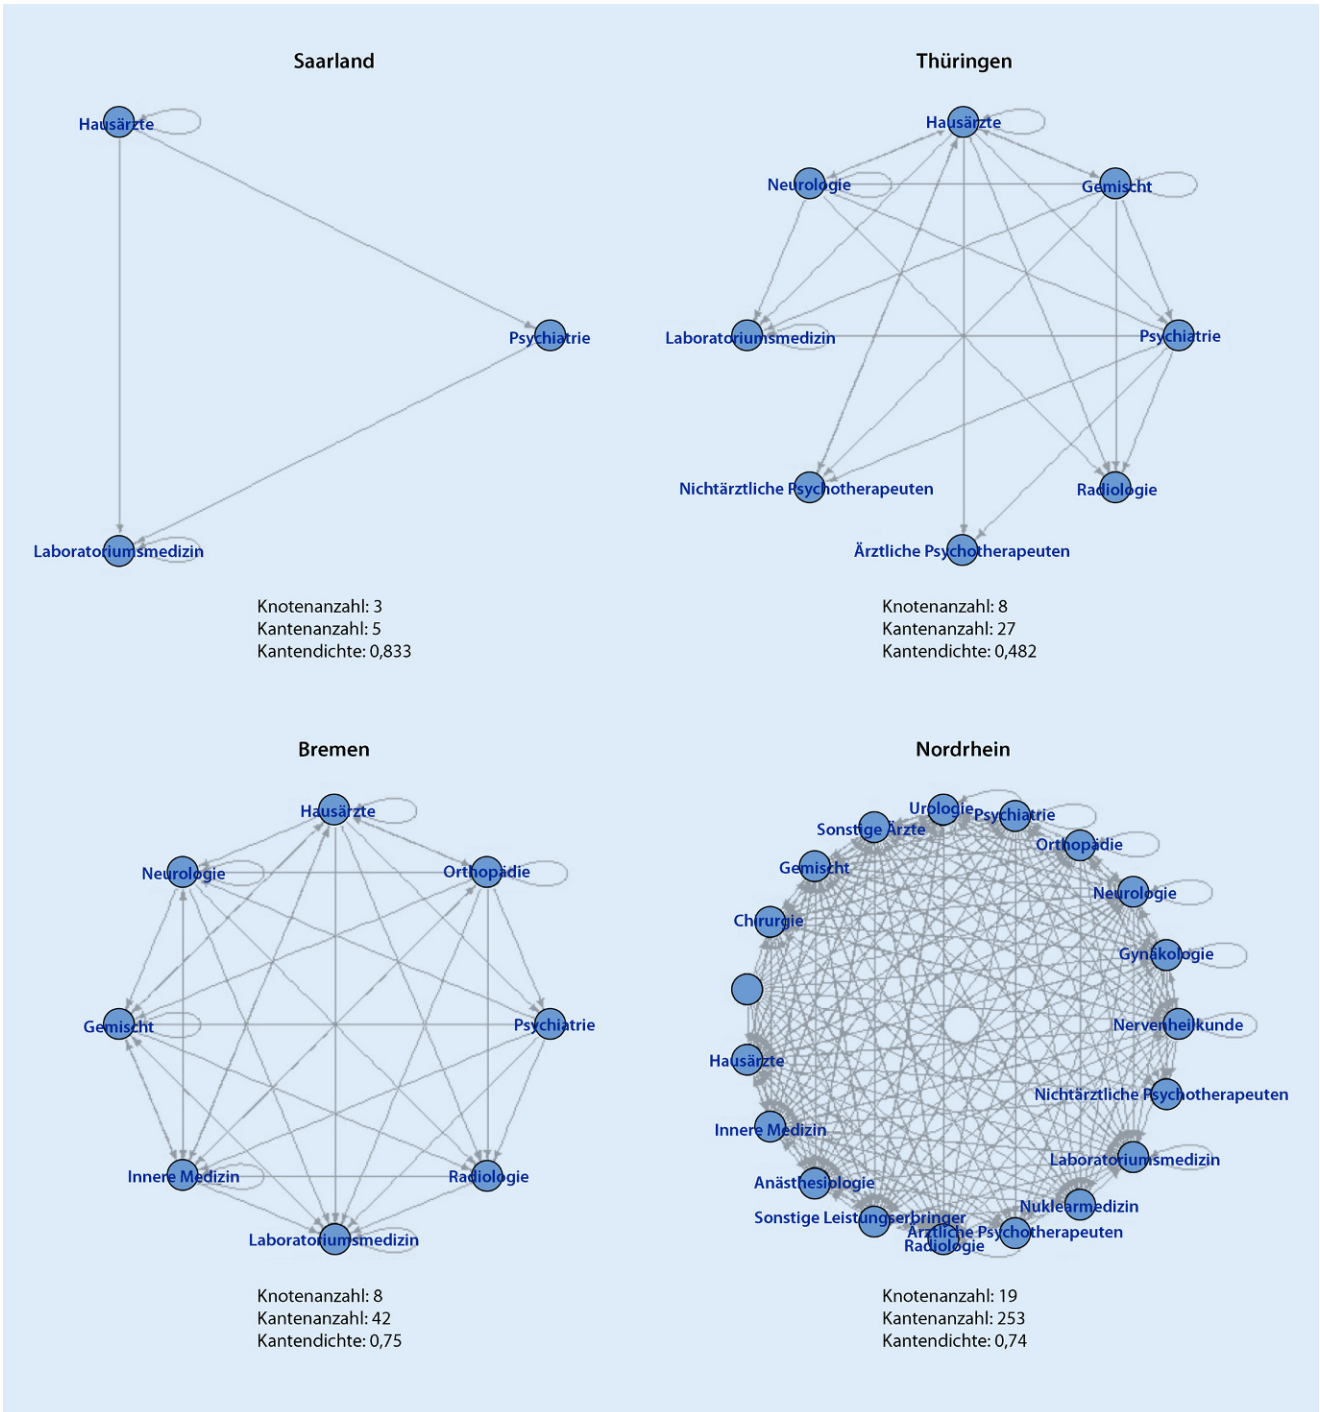 Saarland
Hausärzte
Psychiatrie
Laboratoriumsmedizin
Knotenanzahl: 3
Kantenanzahl: 5
Kantendichte: 0,833
Thüringen
Hausärzte
Neurologie
Gemischt
Laboratoriumsmedizin
Psychiatrie
Nichtärztliche Psychotherapeuten
Radiologie
Ärztliche Psychotherapeuten
Knotenanzahl: 8
Kantenanzahl: 27
Kantendichte: 0,482
Bremen
Hausärzte
Neurologie
Orthopädie
Gemischt
Psychiatrie
Innere Medizin
Radiologie
Laboratoriumsmedizin
Knotenanzahl: 8
Kantenanzahl: 42
Kantendichte: 0,75
Nordrhein
Urologie
Psychiatrie
Sonstige Ärzte
Orthopädie
Gemischt
Neurologie
Chirurgie
Gynäkologie
Nervenheilkunde
Hausärzte
Nichtärztliche Psychotherapeuten
Innere Medizin
Laboratoriumsmedizin
Anästhesiologie
Nuklearmedizin
Sonstige Leistungserbringer
Ärztliche Psychotherapeuten
Radiologie
Knotenanzahl: 19
Kantenanzahl: 253
Kantendichte: 0,74